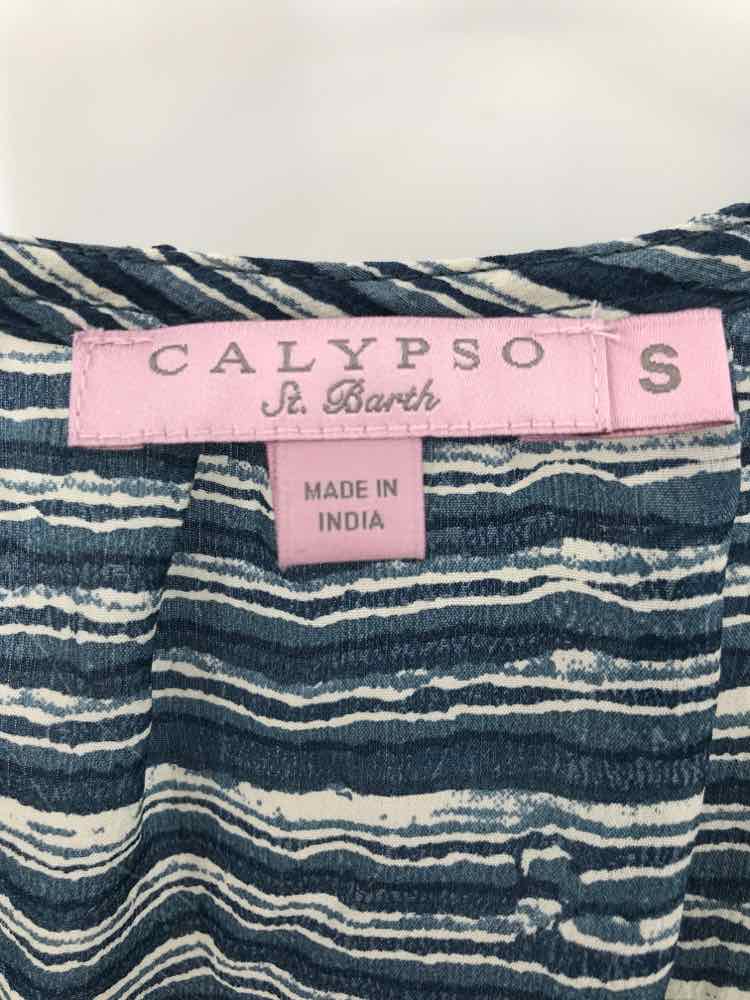 CALYPSO
St. Barth
S
MADE IN
INDIA